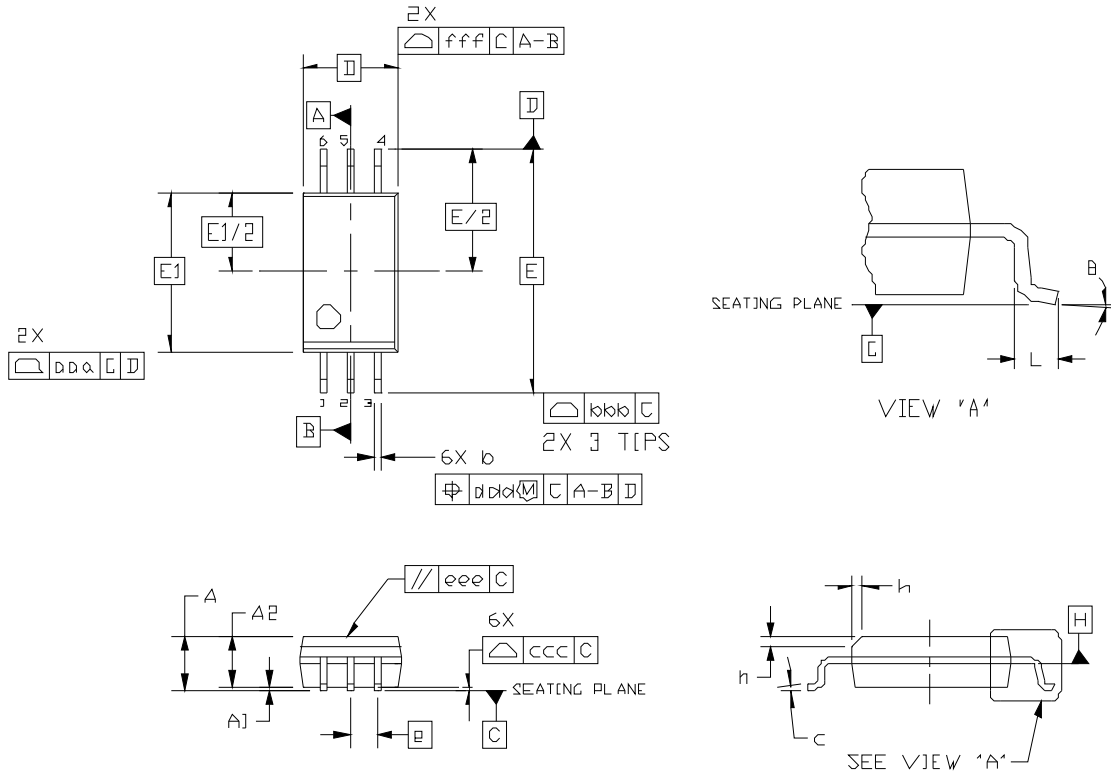 2X
fff C A-B
D
A
D
6 5 4
E1/2
E/2
E1
E
B
SEATING PLANE
C
L
VIEW "A"
2X
aaa C D
1 2 3
B
bbb C
2X 3 TIPS
6X b
ddd M C A-B D
// eee C
A
A2
6X
ccc C
SEATING PLANE
A1
e
C
h
H
h
c
SEE VIEW "A"